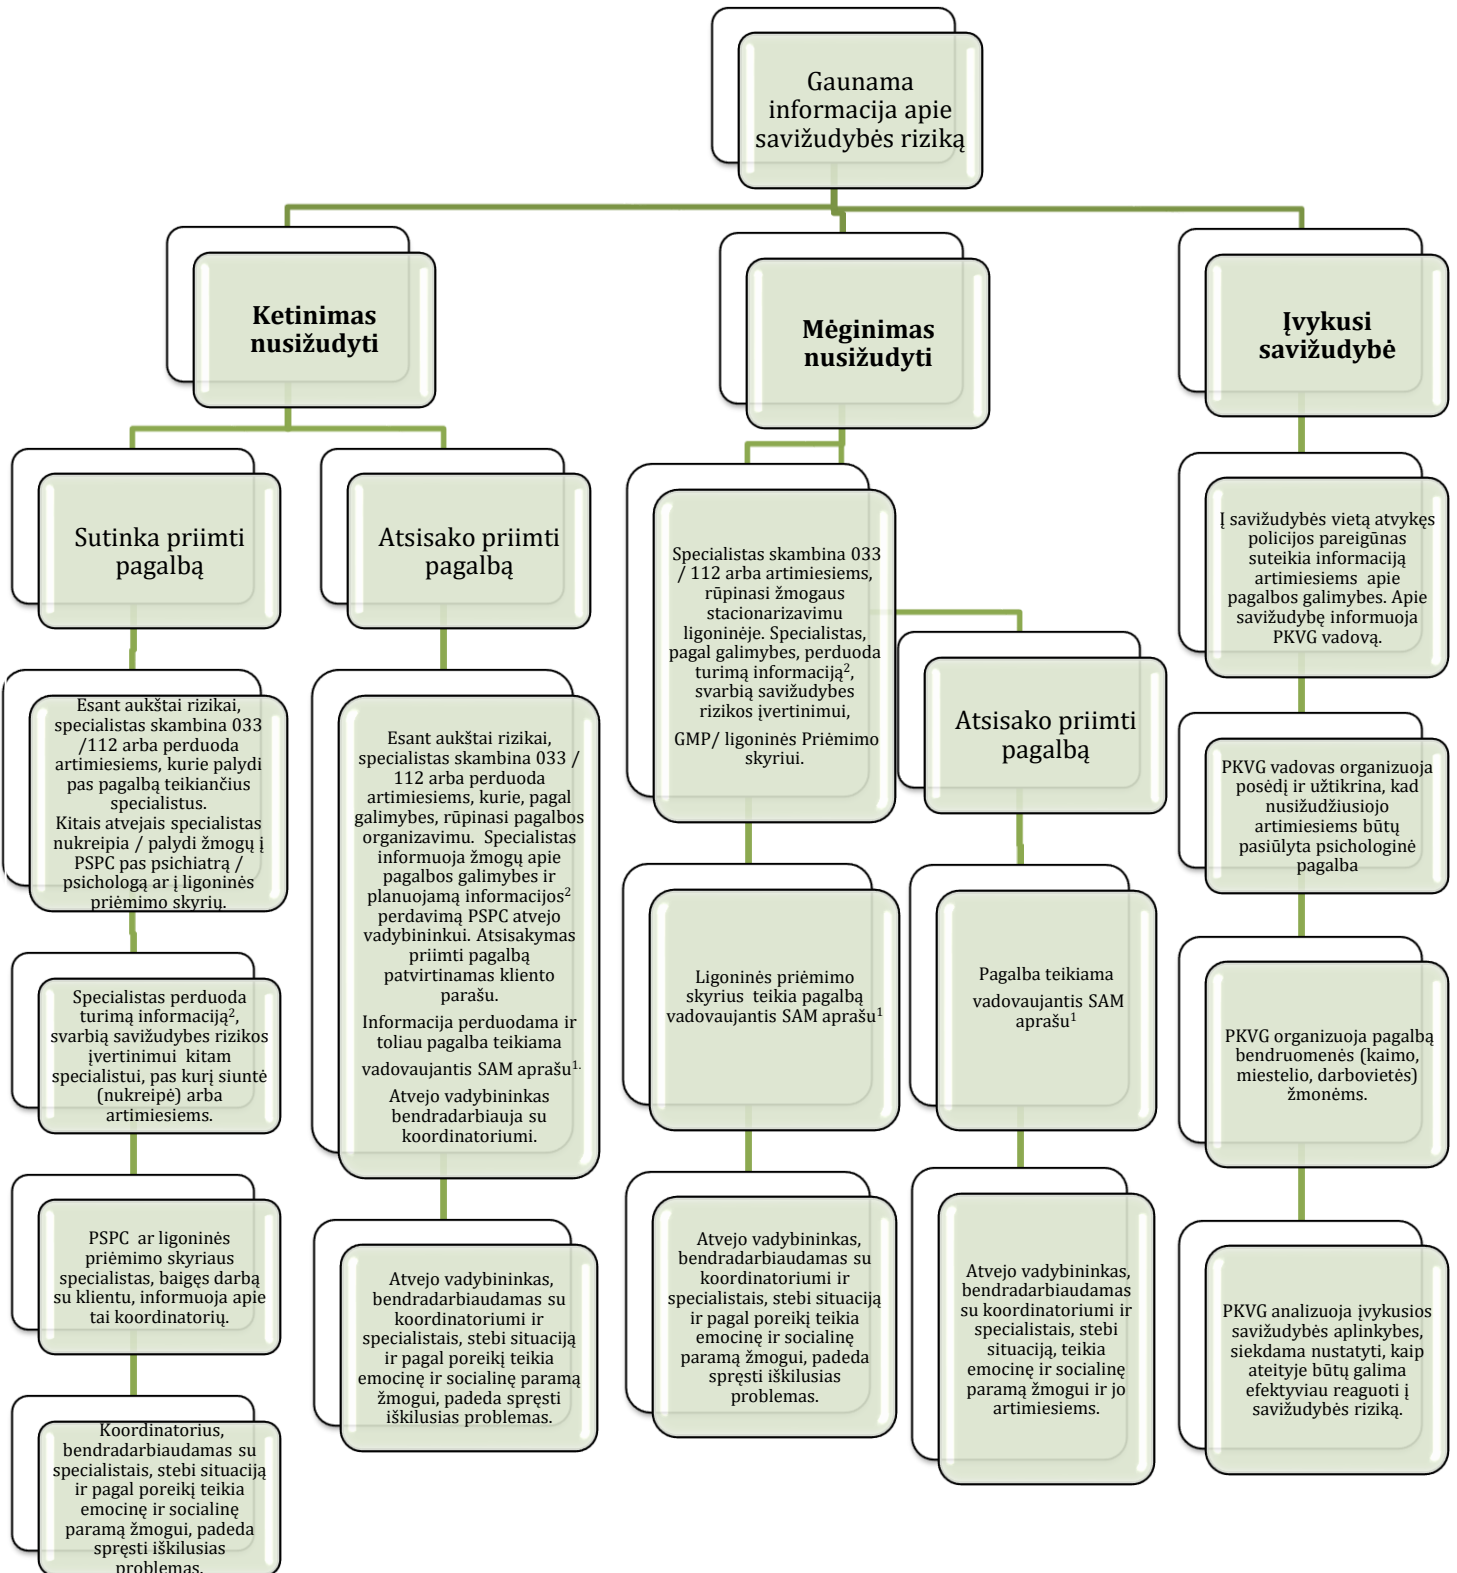 Gaunama
informacija apie
savižudybės riziką
Ketinimas
nusižudyti
Mėginimas
nusižudyti
Įvykusi
savižudybė
Sutinka priimti
pagalbą
Esant aukštai rizikai,
specialistas skambina 033
/112 arba perduoda
artimiesiems, kurie palydi
pas pagalbą teikiančius
specialistus.
Kitais atvejais specialistas
nukreipia / palydi žmogų į
PSPC pas psichiatrą /
psichologą ar į ligoninės
priėmimo skyrių.
Specialistas perduoda
turimą informaciją²,
svarbią savižudybes rizikos
įvertinimui kitam
specialistui, pas kurį siuntė
(nukreipė) arba
artimiesiems.
PSPC ar ligoninės
priėmimo skyriaus
specialistas, baigęs darbą
su klientu, informuoja apie
tai koordinatorių.
Koordinatorius,
bendradarbiaudamas su
specialistais, stebi situaciją
ir pagal poreikį teikia
emocinę ir socialinę
paramą žmogui, padeda
spręsti iškilusias
problemas.
Atsisako priimti
pagalbą
Esant aukštai rizikai,
specialistas skambina 033 /
112 arba perduoda
artimiesiems, kurie, pagal
galimybes, rūpinasi pagalbos
organizavimu. Specialistas
informuoja žmogų apie
pagalbos galimybes ir
planuojamą informacijos²
perdavimą PSPC atvejo
vadybininkui. Atsisakymas
priimti pagalbą
patvirtinamas kliento
parašu.
Informacija perduodama ir
toliau pagalba teikiama
vadovaujantis SAM aprašu¹.
Atvejo vadybininkas
bendradarbiauja su
koordinatoriumi.
Atvejo vadybininkas,
bendradarbiaudamas su
koordinatoriumi ir
specialistais, stebi situaciją
ir pagal poreikį teikia
emocinę ir socialinę paramą
žmogui, padeda spręsti
iškilusias problemas.
Specialistas skambina 033
/ 112 arba artimiesiems,
rūpinasi žmogaus
stacionarizavimu
ligoninėje. Specialistas,
pagal galimybes, perduoda
turimą informaciją²,
svarbią savižudybes
rizikos įvertinimui,
GMP/ ligoninės Priėmimo
skyriui.
Ligoninės priėmimo
skyrius teikia pagalbą
vadovaujantis SAM aprašu¹
Atvejo vadybininkas,
bendradarbiaudamas su
koordinatoriumi ir
specialistais, stebi situaciją
ir pagal poreikį teikia
emocinę ir socialinę
paramą žmogui, padeda
spręsti iškilusias
problemas.
Atsisako priimti
pagalbą
Pagalba teikiama
vadovaujantis SAM
aprašu¹
Atvejo vadybininkas,
bendradarbiaudamas
su koordinatoriumi ir
specialistais, stebi
situaciją, teikia
emocinę ir socialinę
paramą žmogui ir jo
artimiesiems.
Į savižudybės vietą atvykęs
policijos pareigūnas
suteikia informaciją
artimiesiems apie
pagalbos galimybes. Apie
savižudybę informuoja
PKVG vadovą.
PKVG vadovas organizuoja
posėdį ir užtikrina, kad
nusižudžiusiojo
artimiesiems būtų
pasiūlyta psichologinė
pagalba
PKVG organizuoja pagalbą
bendruomenės (kaimo,
miestelio, darbovietės)
žmonėms.
PKVG analizuoja įvykusios
savižudybės aplinkybes,
siekdama nustatyti, kaip
ateityje būtų galima
efektyviau reaguoti į
savižudybės riziką.